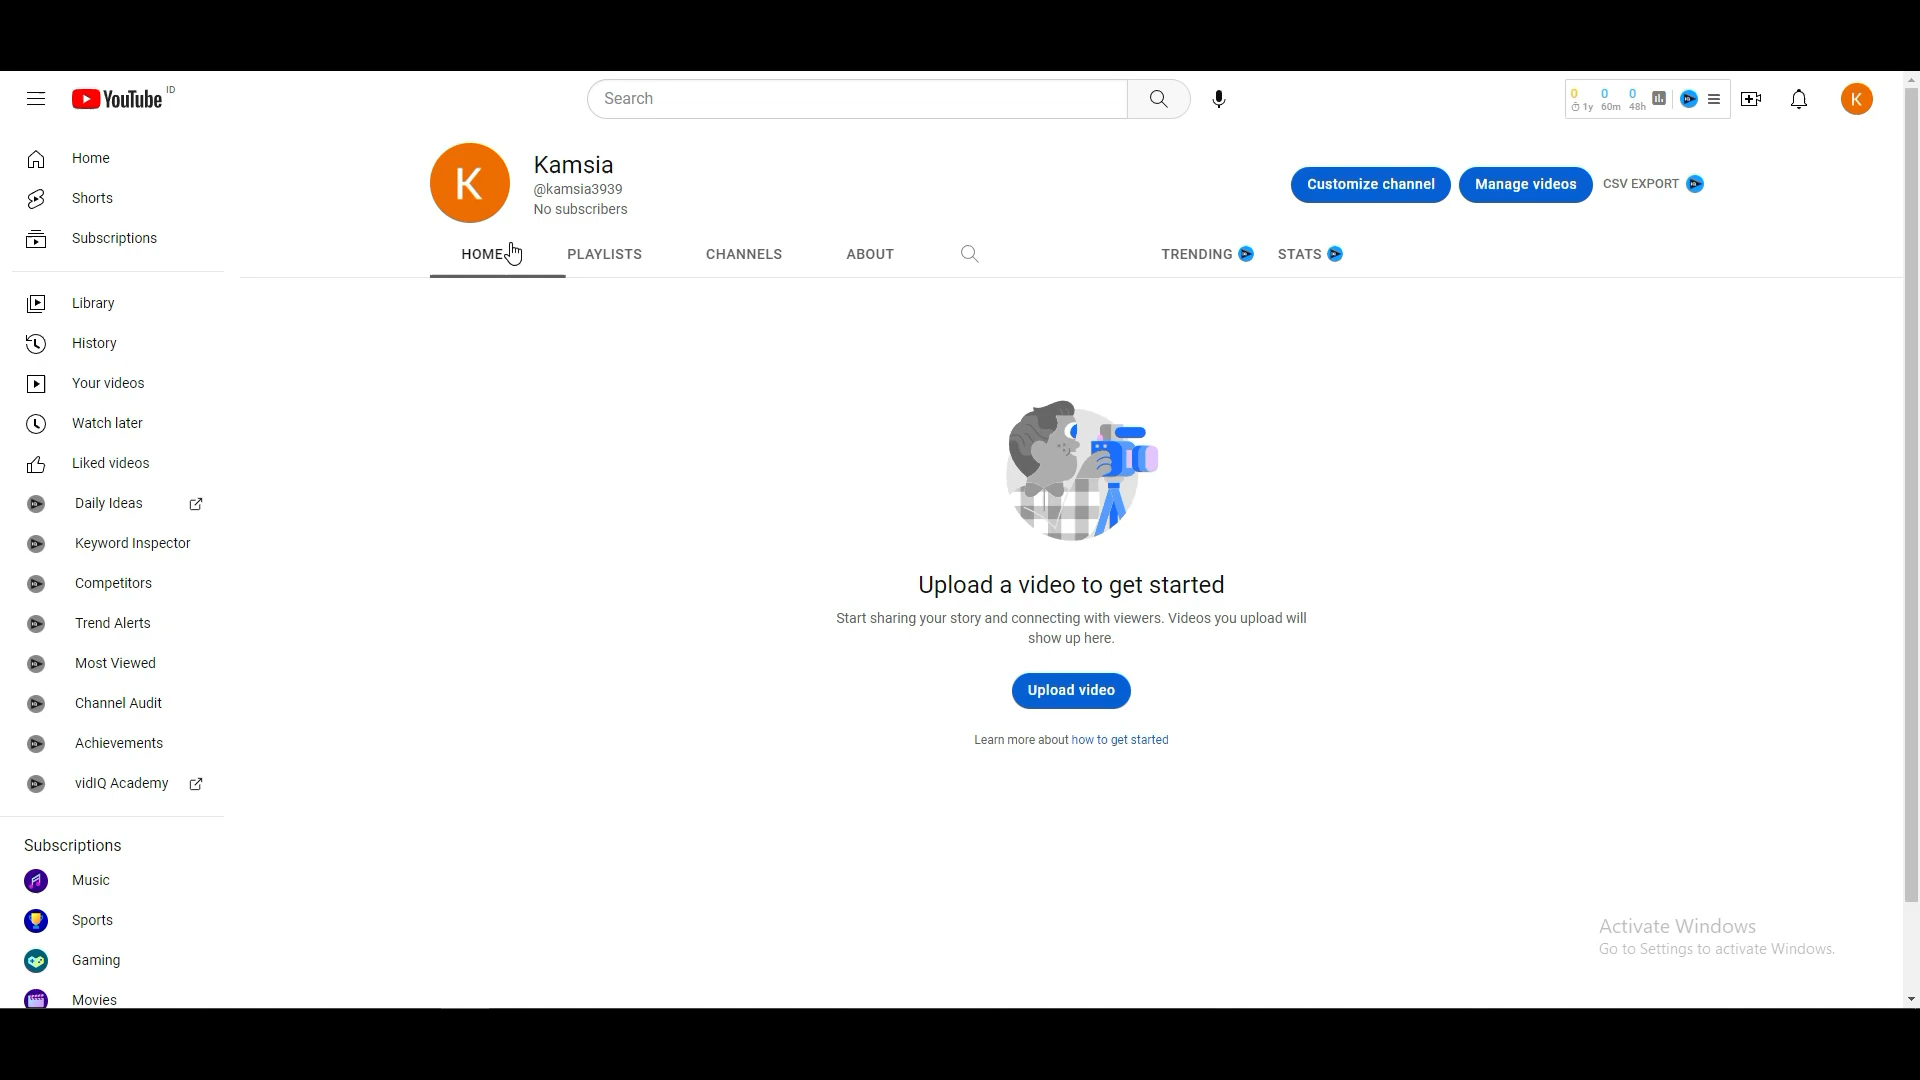 YouTube ID
Search
0 0 0
1y 60m 48h
K
Home
Shorts
Subscriptions
Library
History
Your videos
Watch later
Liked videos
Daily Ideas
Keyword Inspector
Competitors
Trend Alerts
Most Viewed
Channel Audit
Achievements
vidIQ Academy
Subscriptions
Music
Sports
Gaming
Movies
K
Kamsia
@kamsia3939
No subscribers
Customize channel
Manage videos
CSV EXPORT
HOME
PLAYLISTS
CHANNELS
ABOUT
TRENDING
STATS
Upload a video to get started
Start sharing your story and connecting with viewers. Videos you upload will
show up here.
Upload video
Learn more about how to get started
Activate Windows
Go to Settings to activate Windows.